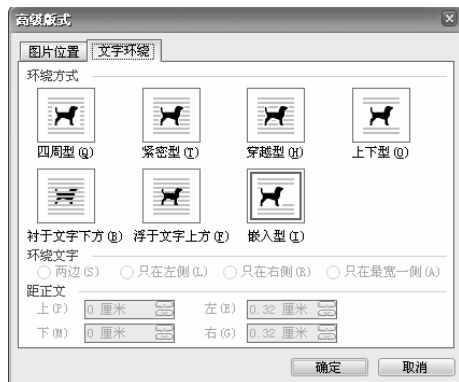 高级版式
图片位置 文字环绕
环绕方式
四周型(Q) 紧密型(T) 穿越型(H) 上下型(O)
衬于文字下方(B) 浮于文字上方(F) 嵌入型(I)
环绕文字
两边(S) 只在左侧(L) 只在右侧(R) 只在最宽一侧(A)
距正文
上(P) 0 厘米 左(E) 0.32 厘米
下(M) 0 厘米 右(G) 0.32 厘米
确定 取消